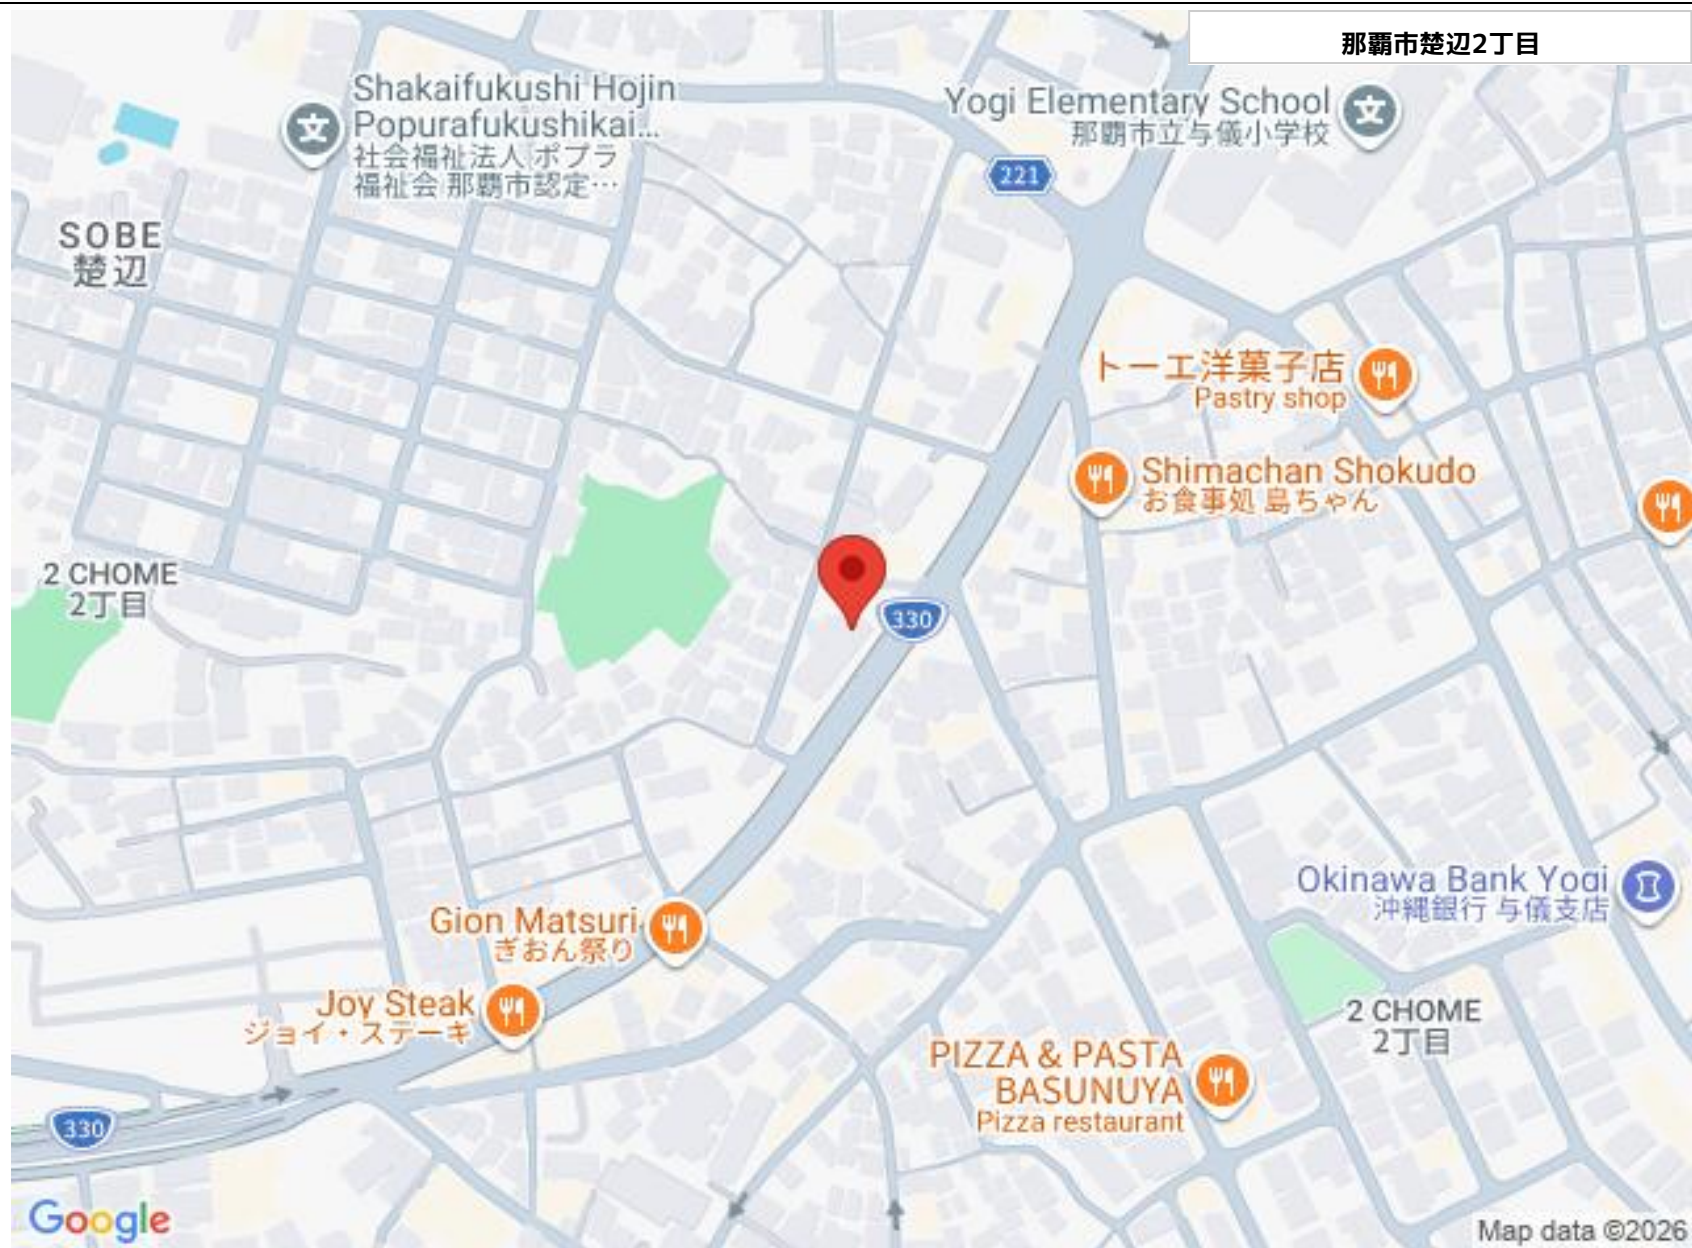 那覇市楚辺2丁目
Shakaifukushi Hojin
Popurafukushikai...
社会福祉法人 ポプラ
福祉会 那覇市認定…
Yogi Elementary School
那覇市立与儀小学校
221
SOBE
楚辺
トーエ洋菓子店
Pastry shop
Shimachan Shokudo
お食事処 島ちゃん
2 CHOME
2丁目
330
Okinawa Bank Yogi
沖縄銀行 与儀支店
Gion Matsuri
ぎおん祭り
Joy Steak
ジョイ・ステーキ
2 CHOME
2丁目
PIZZA & PASTA
BASUNUYA
Pizza restaurant
330
Google
Map data ©2026